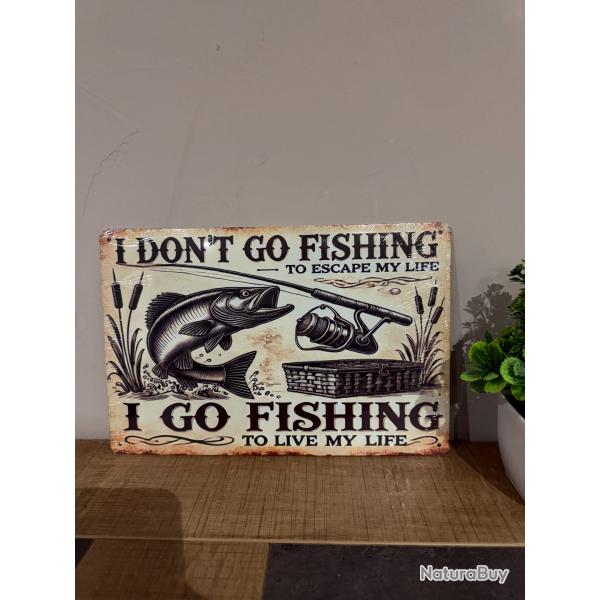 I DON'T GO FISHING
TO ESCAPE MY LIFE
I GO FISHING
TO LIVE MY LIFE
NaturaBuy